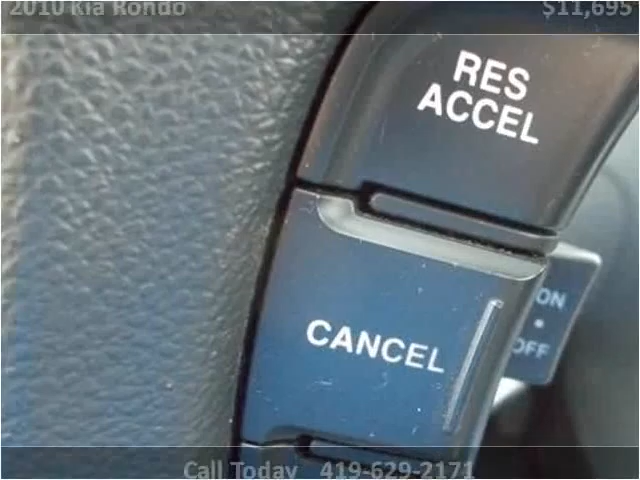 2010 Kia Rondo $11,695
RES
ACCEL
ON
CANCEL
OFF
Call Today 419-629-2171